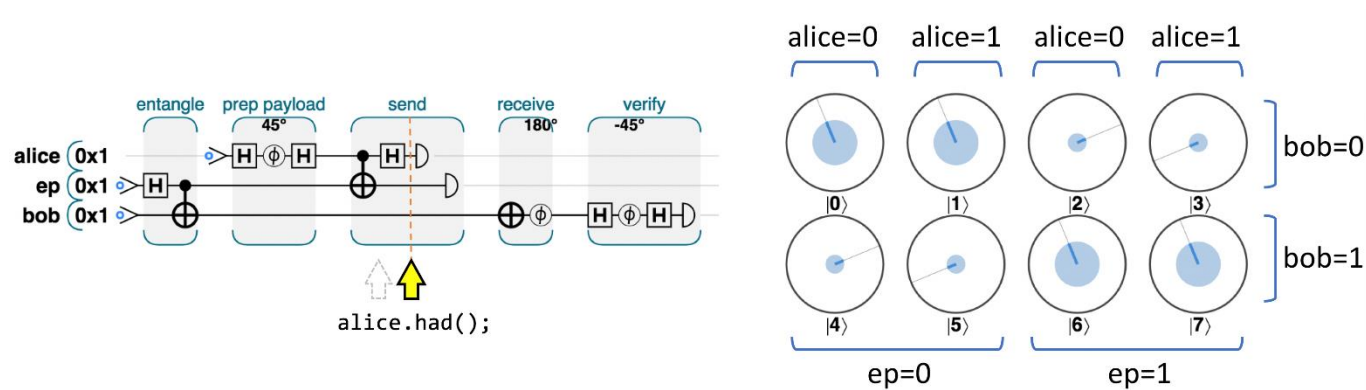 entangle prep payload send receive verify
45° 180° -45°
alice 0x1 H ϕ H H
ep 0x1 H
bob 0x1 ϕ H ϕ H
alice.had();
alice=0 alice=1 alice=0 alice=1
|0⟩ |1⟩ |2⟩ |3⟩
bob=0
|4⟩ |5⟩ |6⟩ |7⟩
bob=1
ep=0 ep=1